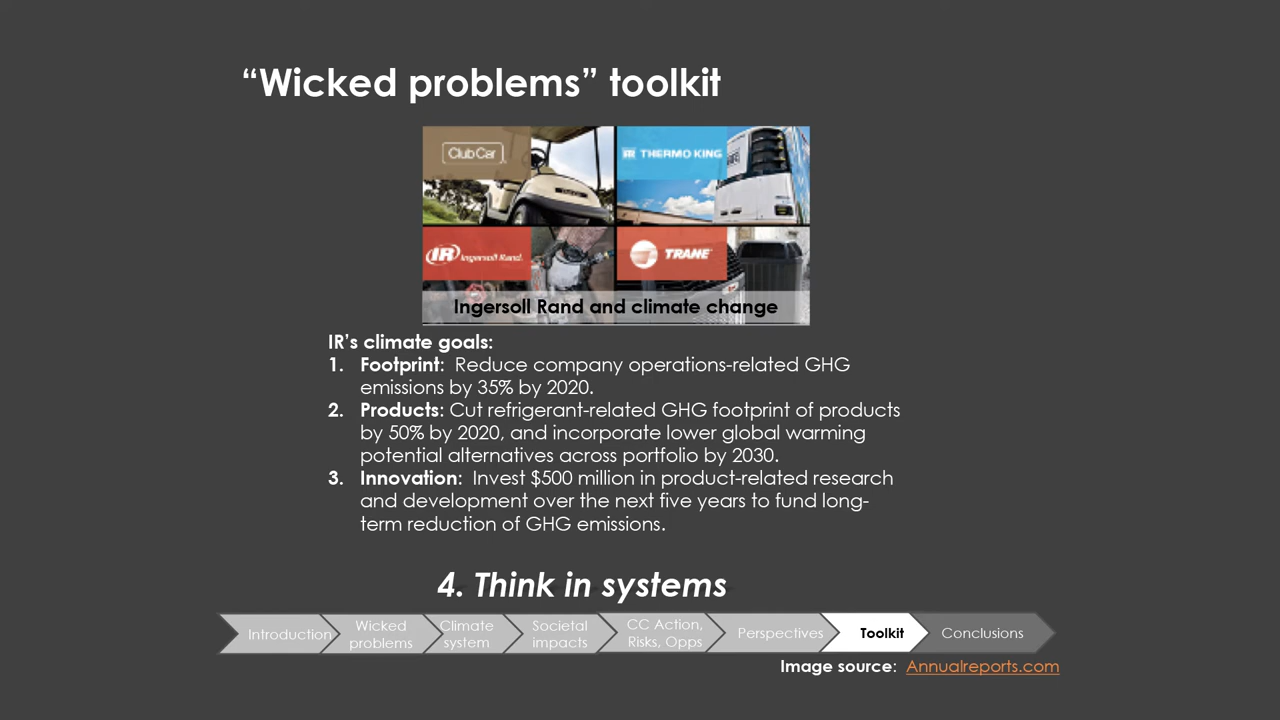 “Wicked problems” toolkit
Club Car
IR THERMO KING
IR Ingersoll Rand.
TRANE
Ingersoll Rand and climate change
IR’s climate goals:
1. Footprint: Reduce company operations-related GHG
emissions by 35% by 2020.
2. Products: Cut refrigerant-related GHG footprint of products
by 50% by 2020, and incorporate lower global warming
potential alternatives across portfolio by 2030.
3. Innovation: Invest $500 million in product-related research
and development over the next five years to fund long-
term reduction of GHG emissions.
4. Think in systems
Introduction
Wicked
problems
Climate
system
Societal
impacts
CC Action,
Risks, Opps
Perspectives
Toolkit
Conclusions
Image source: Annualreports.com